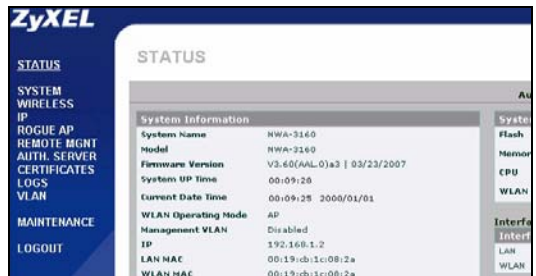 ZyXEL
STATUS
SYSTEM
WIRELESS
IP
ROGUE AP
REMOTE MGNT
AUTH. SERVER
CERTIFICATES
LOGS
VLAN
MAINTENANCE
LOGOUT
STATUS
Au
System Information
System Name NWA-3160
Model NWA-3160
Firmware Version V3.60(AAL.0)a3 | 03/23/2007
System UP Time 00:09:28
Current Date Time 00:09:25 2000/01/01
WLAN Operating Mode AP
Management VLAN Disabled
IP 192.168.1.2
LAN MAC 00:19:cb:1c:08:2a
WLAN MAC 00:19:cb:1c:08:2a
Syste
Flash
Memor
CPU
WLAN
Interfa
Interf
LAN
WLAN